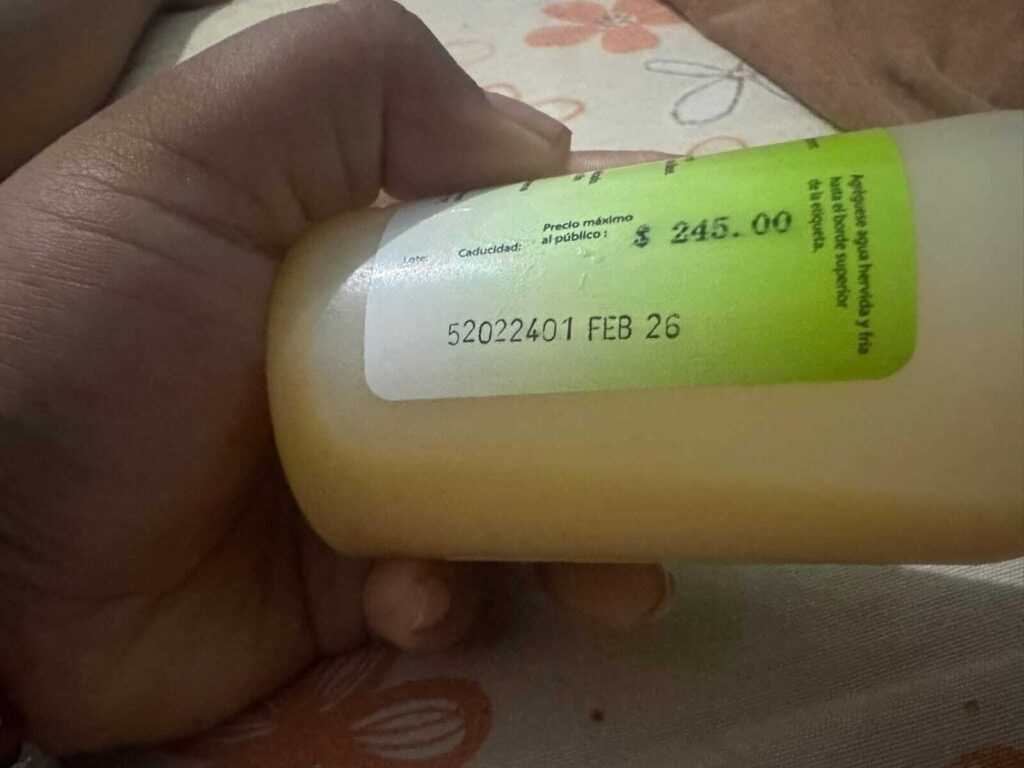 Precio máximo
al público : $ 245.00
Lote: Caducidad:
52022401 FEB 26
Agréguese agua hervida y fría
hasta el borde superior
de la etiqueta.